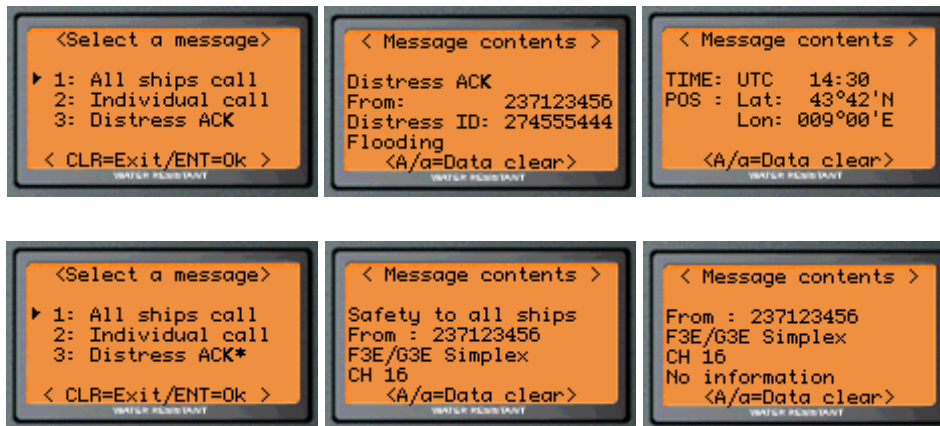 <Select a message>
1: All ships call
2: Individual call
3: Distress ACK
< CLR=Exit/ENT=Ok >
WATER RESISTANT
< Message contents >
Distress ACK
From: 237123456
Distress ID: 274555444
Flooding
<A/a=Data clear>
WATER RESISTANT
< Message contents >
TIME: UTC 14:30
POS : Lat: 43°42'N
Lon: 009°00'E
<A/a=Data clear>
WATER RESISTANT
<Select a message>
1: All ships call
2: Individual call
3: Distress ACK*
< CLR=Exit/ENT=Ok >
WATER RESISTANT
< Message contents >
Safety to all ships
From : 237123456
F3E/G3E Simplex
CH 16
<A/a=Data clear>
WATER RESISTANT
< Message contents >
From : 237123456
F3E/G3E Simplex
CH 16
No information
<A/a=Data clear>
WATER RESISTANT